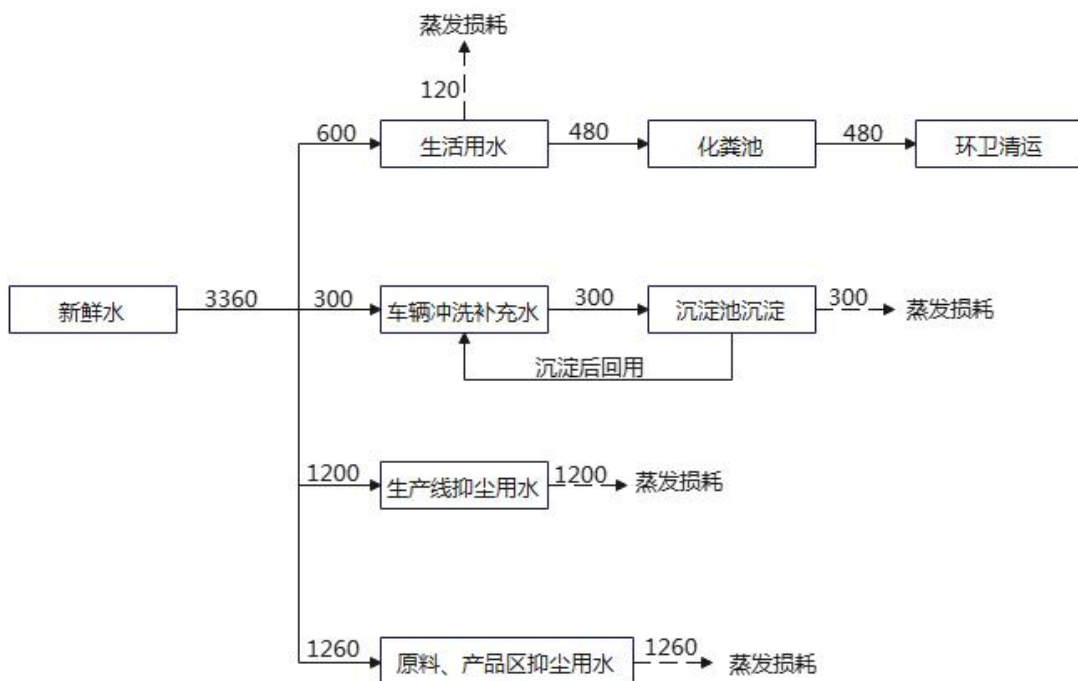 蒸发损耗
120
600
生活用水
480
化粪池
480
环卫清运
新鲜水
3360
300
车辆冲洗补充水
300
沉淀池沉淀
300
蒸发损耗
沉淀后回用
1200
生产线抑尘用水
1200
蒸发损耗
1260
原料、产品区抑尘用水
1260
蒸发损耗